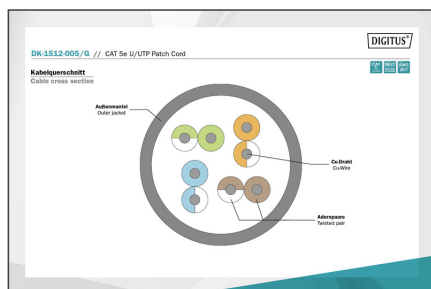 DIGITUS®
DK-1512-005/G // CAT 5e U/UTP Patch Cord
Kabelquerschnitt
Cable cross section
Außenmantel
Outer jacket
Cu-Draht
Cu-Wire
Adernpaare
Twisted pair